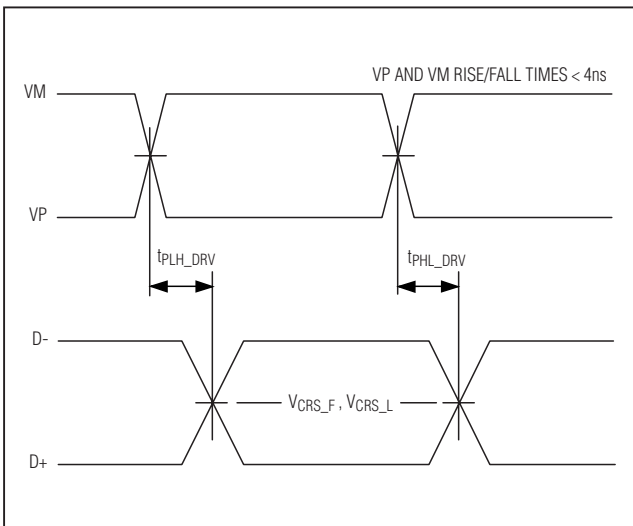 VP AND VM RISE/FALL TIMES < 4ns
VM
VP
tPLH_DRV
tPHL_DRV
D-
VCRS_F , VCRS_L
D+